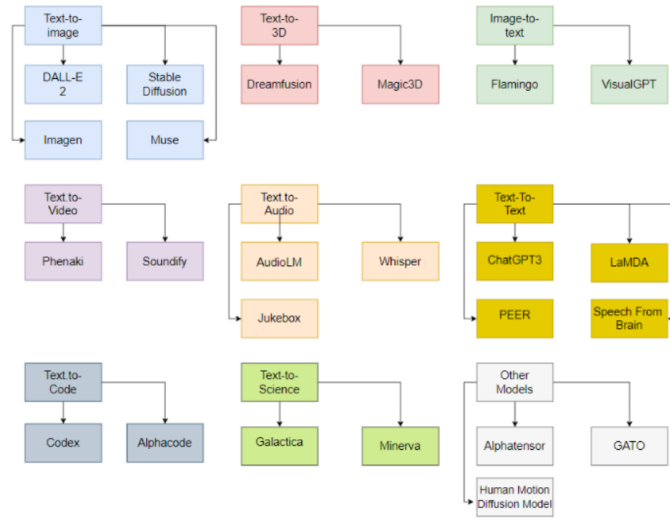 Text-to-
image
Text-to-
3D
Image-to-
text
DALL-E
2
Stable
Diffusion
Dreamfusion
Magic3D
Flamingo
VisualGPT
Imagen
Muse
Text.to-
Video
Text.to-
Audio
Text-To-
Text
Phenaki
Soundify
AudioLM
Whisper
ChatGPT3
LaMDA
Jukebox
PEER
Speech From
Brain
Text.to-
Code
Text-to-
Science
Other
Models
Codex
Alphacode
Galactica
Minerva
Alphatensor
GATO
Human Motion
Diffusion Model